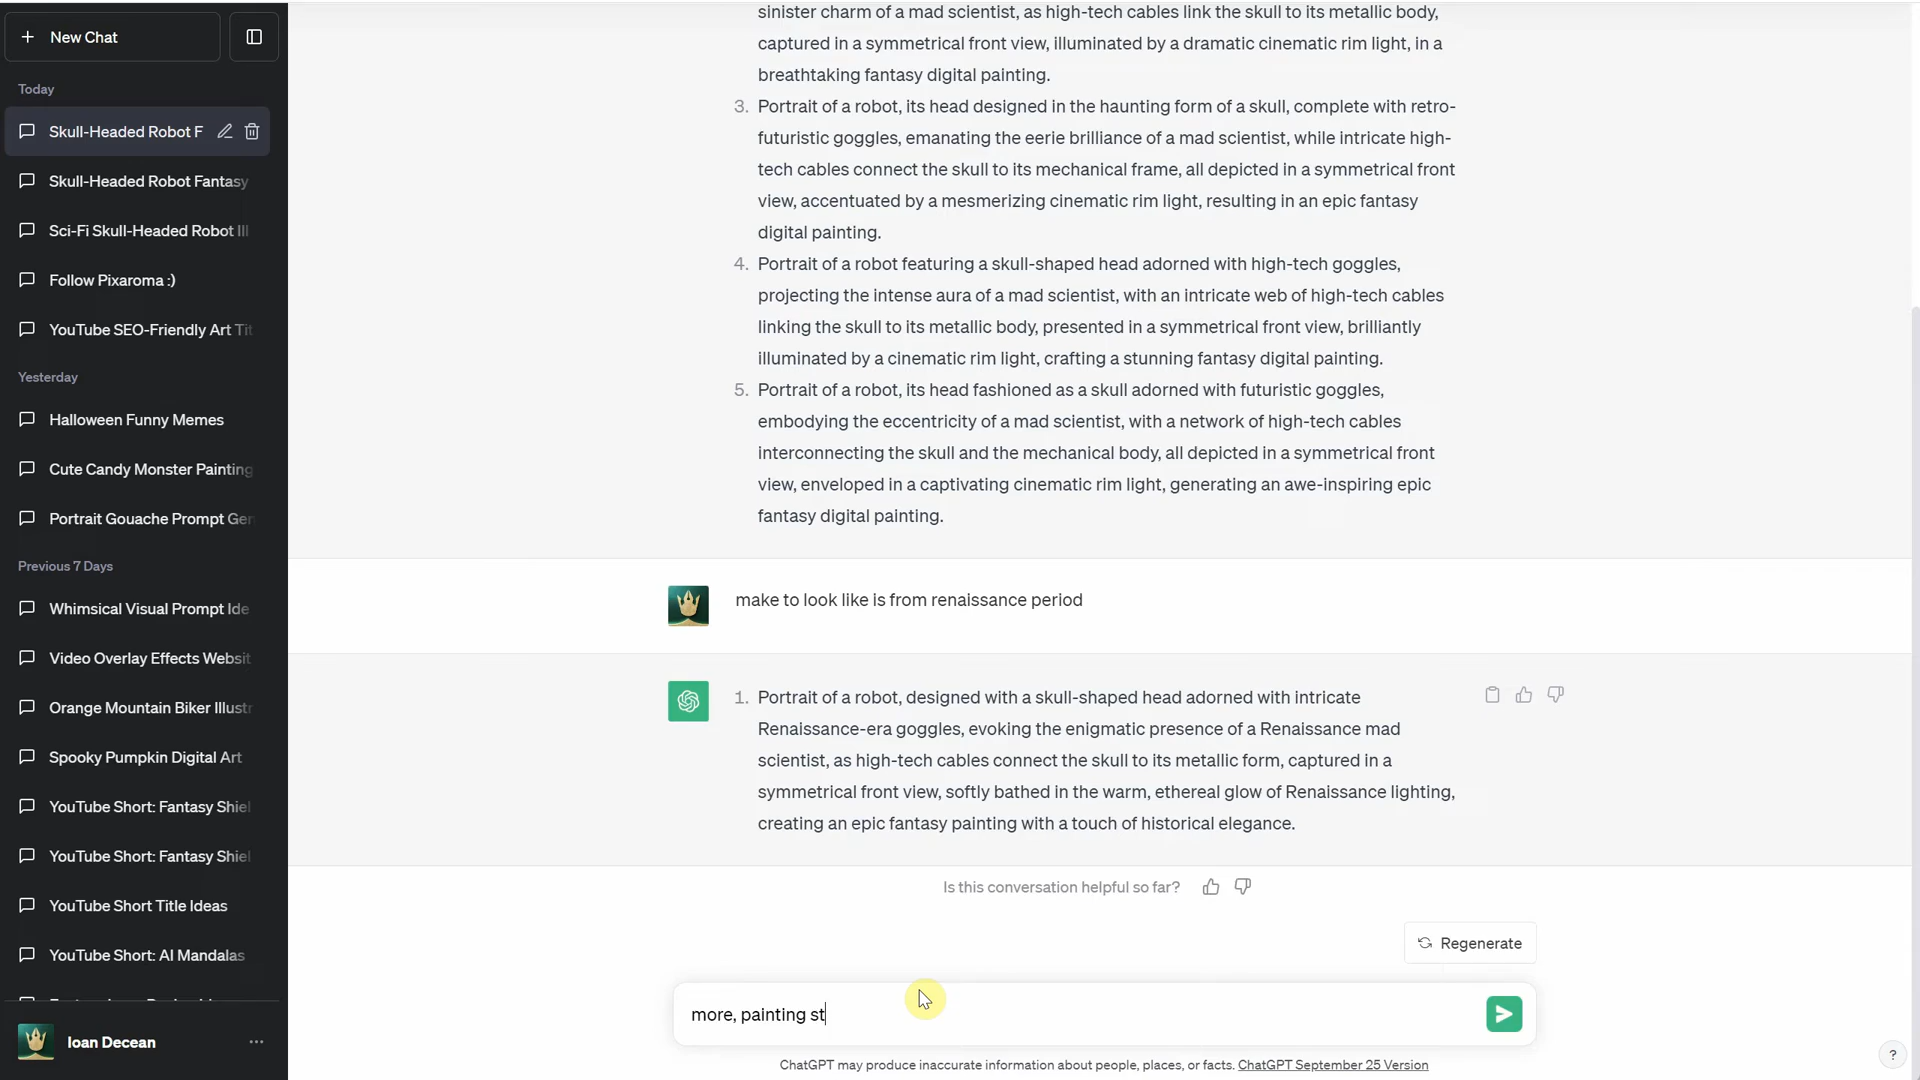 New Chat
Today
Skull-Headed Robot F
Skull-Headed Robot Fantasy
Sci-Fi Skull-Headed Robot Ill
Follow Pixaroma :)
YouTube SEO-Friendly Art Tit
Yesterday
Halloween Funny Memes
Cute Candy Monster Painting
Portrait Gouache Prompt Gen
Previous 7 Days
Whimsical Visual Prompt Ide
Video Overlay Effects Websit
Orange Mountain Biker Illustr
Spooky Pumpkin Digital Art
YouTube Short: Fantasy Shiel
YouTube Short: Fantasy Shiel
YouTube Short Title Ideas
YouTube Short: AI Mandalas
Ioan Decean
sinister charm of a mad scientist, as high-tech cables link the skull to its metallic body,
captured in a symmetrical front view, illuminated by a dramatic cinematic rim light, in a
breathtaking fantasy digital painting.
3. Portrait of a robot, its head designed in the haunting form of a skull, complete with retro-
futuristic goggles, emanating the eerie brilliance of a mad scientist, while intricate high-
tech cables connect the skull to its mechanical frame, all depicted in a symmetrical front
view, accentuated by a mesmerizing cinematic rim light, resulting in an epic fantasy
digital painting.
4. Portrait of a robot featuring a skull-shaped head adorned with high-tech goggles,
projecting the intense aura of a mad scientist, with an intricate web of high-tech cables
linking the skull to its metallic body, presented in a symmetrical front view, brilliantly
illuminated by a cinematic rim light, crafting a stunning fantasy digital painting.
5. Portrait of a robot, its head fashioned as a skull adorned with futuristic goggles,
embodying the eccentricity of a mad scientist, with a network of high-tech cables
interconnecting the skull and the mechanical body, all depicted in a symmetrical front
view, enveloped in a captivating cinematic rim light, generating an awe-inspiring epic
fantasy digital painting.
make to look like is from renaissance period
1. Portrait of a robot, designed with a skull-shaped head adorned with intricate
Renaissance-era goggles, evoking the enigmatic presence of a Renaissance mad
scientist, as high-tech cables connect the skull to its metallic form, captured in a
symmetrical front view, softly bathed in the warm, ethereal glow of Renaissance lighting,
creating an epic fantasy painting with a touch of historical elegance.
Is this conversation helpful so far?
Regenerate
more, painting st
ChatGPT may produce inaccurate information about people, places, or facts. ChatGPT September 25 Version
?